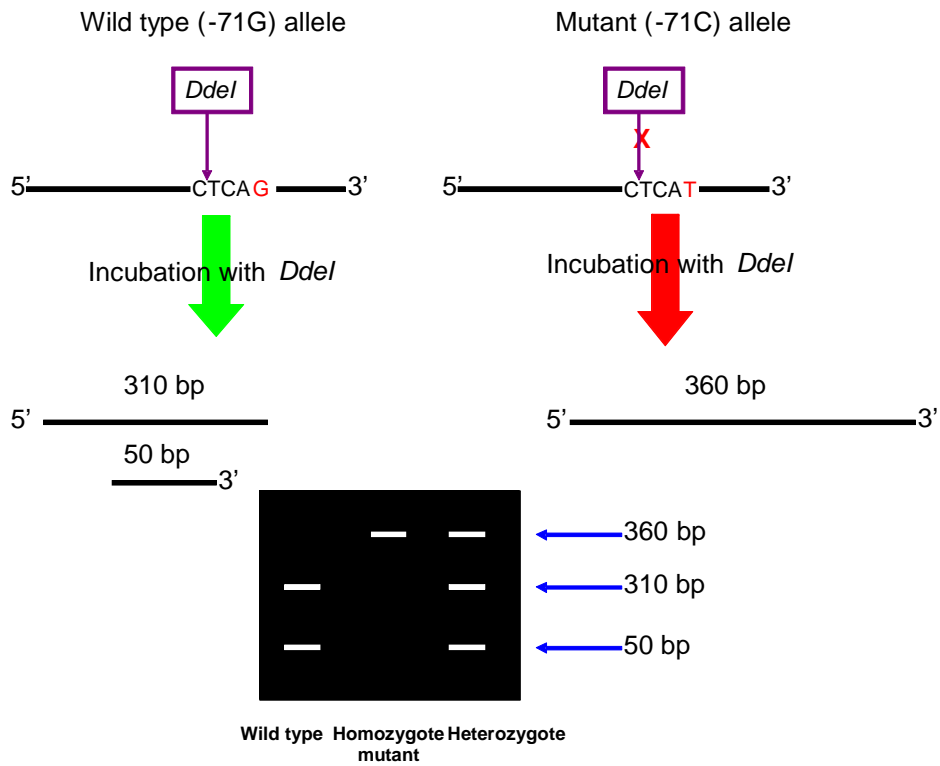 Wild type (-71G) allele
Mutant (-71C) allele
DdeI
DdeI
X
5’ CTCAG 3’
5’ CTCAT 3’
Incubation with DdeI
Incubation with DdeI
310 bp
360 bp
5’
5’ 3’
50 bp
3’
360 bp
310 bp
50 bp
Wild type Homozygote Heterozygote
mutant